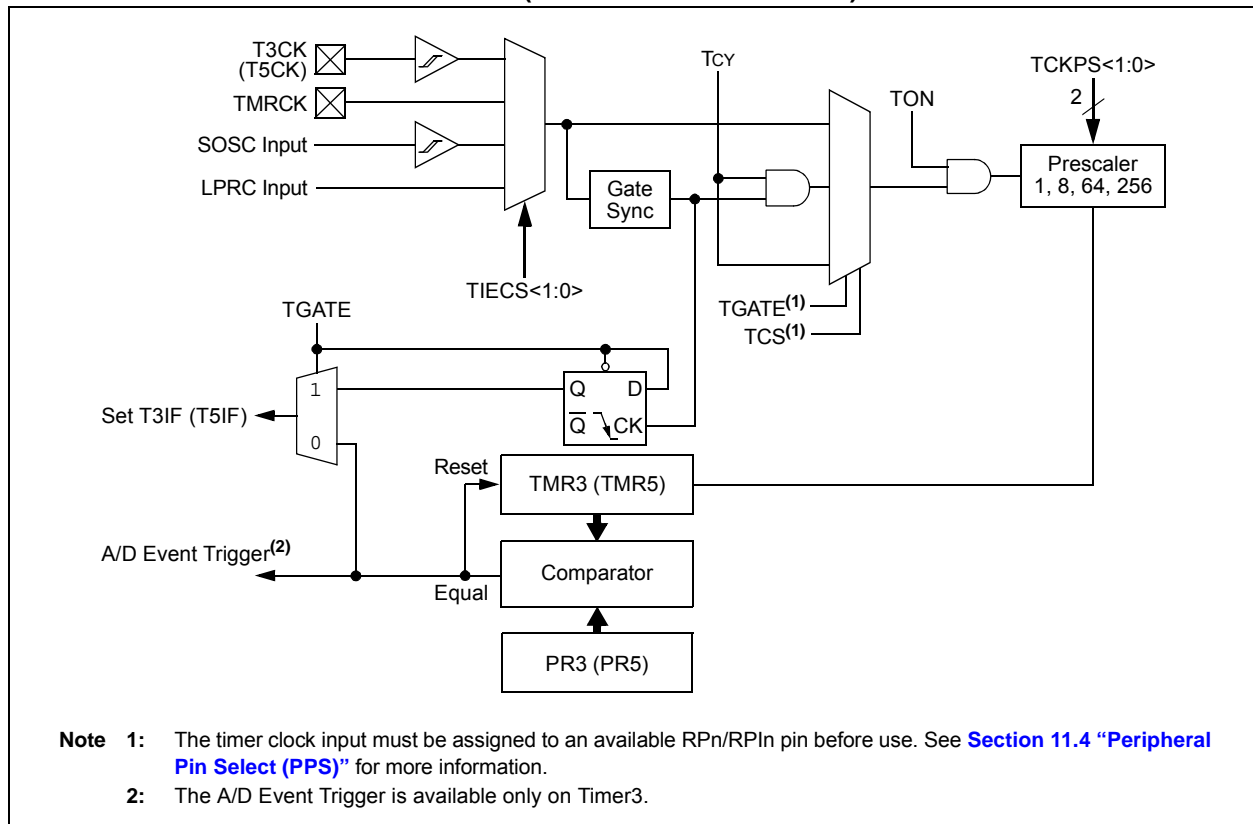 T3CK
(T5CK)
TMRCK
SOSC Input
LPRC Input
TIECS<1:0>
Gate
Sync
TCY
TGATE(1)
TCS(1)
TON
TCKPS<1:0>
2
Prescaler
1, 8, 64, 256
TGATE
1
0
Set T3IF (T5IF)
Q D
Q CK
Reset
TMR3 (TMR5)
A/D Event Trigger(2)
Equal
Comparator
PR3 (PR5)
Note 1: The timer clock input must be assigned to an available RPn/RPIn pin before use. See Section 11.4 “Peripheral
Pin Select (PPS)” for more information.
2: The A/D Event Trigger is available only on Timer3.